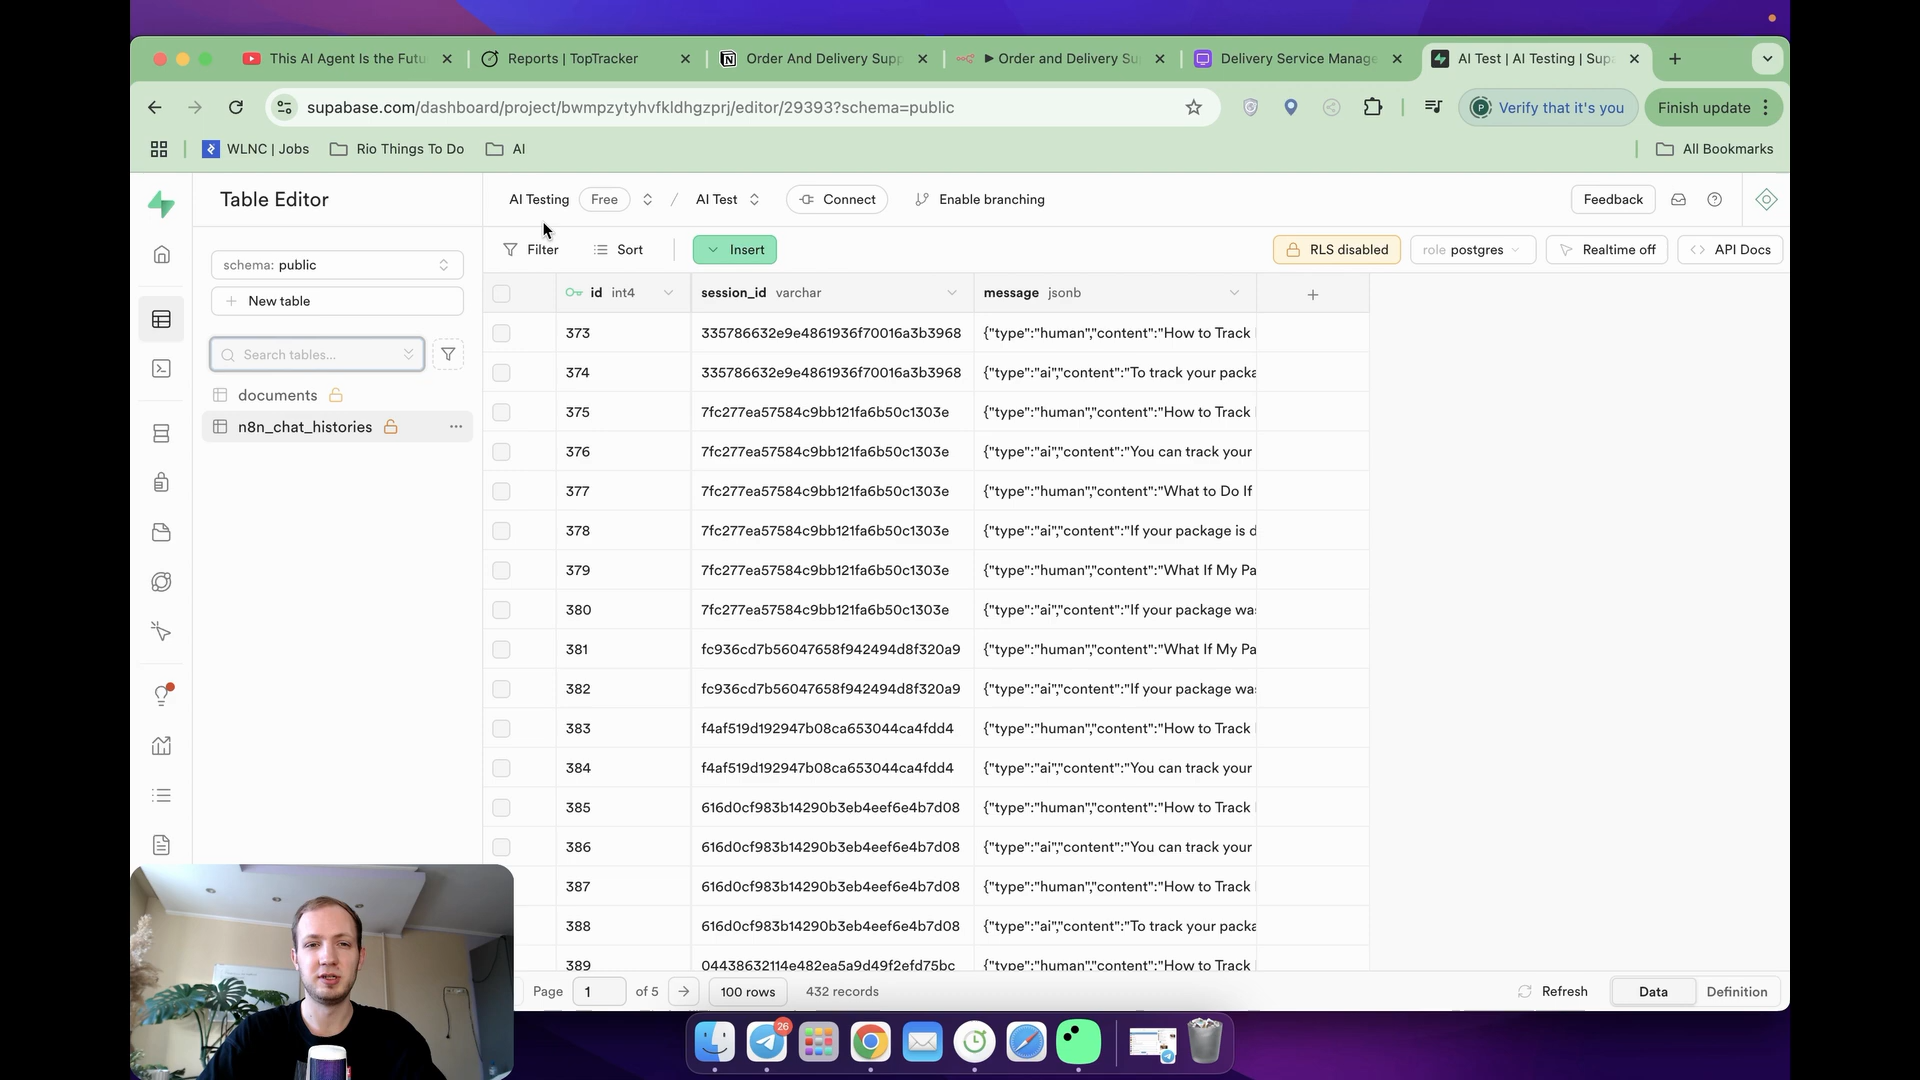 This AI Agent Is the Futu
Reports | TopTracker
Order And Delivery Supp
▶ Order and Delivery Su
Delivery Service Manage
AI Test | AI Testing | Supa
supabase.com/dashboard/project/bwmpzytyhvfkldhgzprj/editor/29393?schema=public
Verify that it's you
Finish update
WLNC | Jobs
Rio Things To Do
AI
All Bookmarks
Table Editor
AI Testing
Free
/
AI Test
Connect
Enable branching
Feedback
schema: public
Filter
Sort
Insert
RLS disabled
role postgres
Realtime off
API Docs
New table
Search tables...
documents
n8n_chat_histories
id int4
session_id varchar
message jsonb
373 335786632e9e4861936f70016a3b3968 {"type":"human","content":"How to Track
374 335786632e9e4861936f70016a3b3968 {"type":"ai","content":"To track your packa
375 7fc277ea57584c9bb121fa6b50c1303e {"type":"human","content":"How to Track
376 7fc277ea57584c9bb121fa6b50c1303e {"type":"ai","content":"You can track your
377 7fc277ea57584c9bb121fa6b50c1303e {"type":"human","content":"What to Do If
378 7fc277ea57584c9bb121fa6b50c1303e {"type":"ai","content":"If your package is d
379 7fc277ea57584c9bb121fa6b50c1303e {"type":"human","content":"What If My Pa
380 7fc277ea57584c9bb121fa6b50c1303e {"type":"ai","content":"If your package was
381 fc936cd7b56047658f942494d8f320a9 {"type":"human","content":"What If My Pa
382 fc936cd7b56047658f942494d8f320a9 {"type":"ai","content":"If your package was
383 f4af519d192947b08ca653044ca4fdd4 {"type":"human","content":"How to Track
384 f4af519d192947b08ca653044ca4fdd4 {"type":"ai","content":"You can track your
385 616d0cf983b14290b3eb4eef6e4b7d08 {"type":"human","content":"How to Track
386 616d0cf983b14290b3eb4eef6e4b7d08 {"type":"ai","content":"You can track your
387 616d0cf983b14290b3eb4eef6e4b7d08 {"type":"human","content":"How to Track
388 616d0cf983b14290b3eb4eef6e4b7d08 {"type":"ai","content":"To track your packa
389 04438632114e482ea5a9d49f2efd75bc {"type":"human","content":"How to Track
Page 1 of 5
100 rows
432 records
Refresh
Data
Definition
26